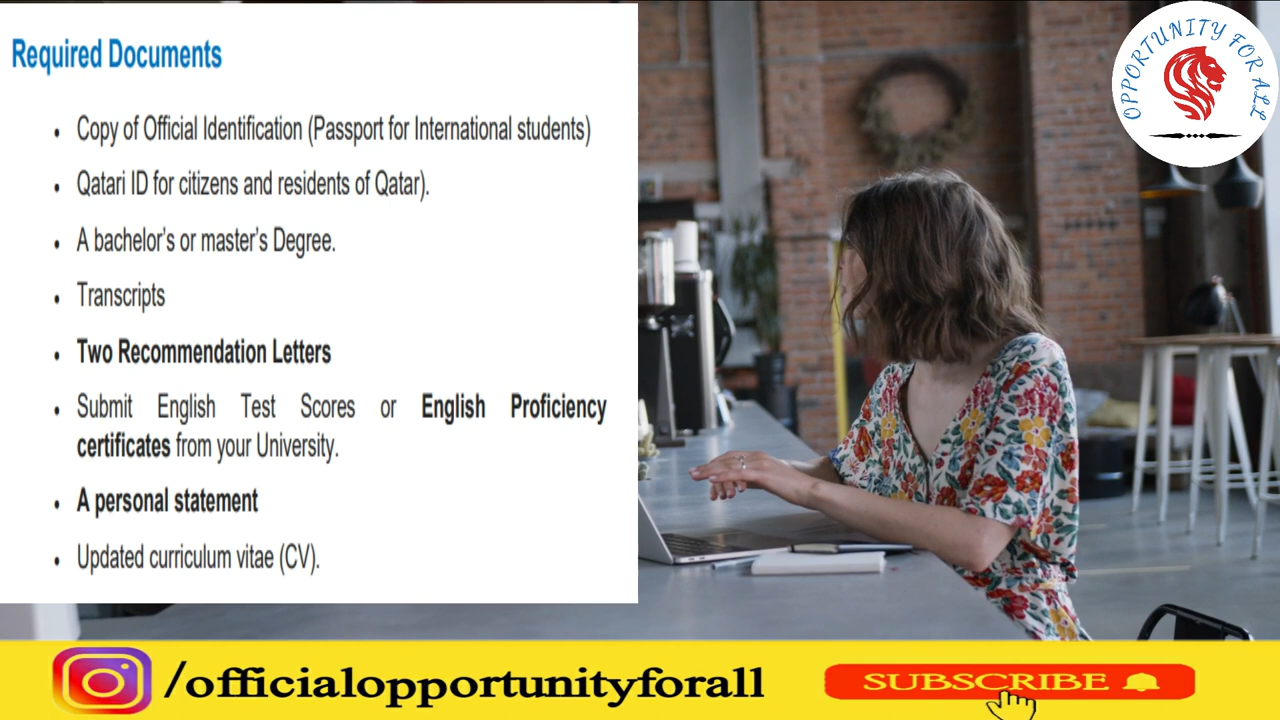 Required Documents
• Copy of Official Identification (Passport for International students)
• Qatari ID for citizens and residents of Qatar).
• A bachelor's or master's Degree.
• Transcripts
• Two Recommendation Letters
• Submit English Test Scores or English Proficiency
certificates from your University.
• A personal statement
• Updated curriculum vitae (CV).
OPPORTUNITY FOR ALL
/officialopportunityforall
SUBSCRIBE